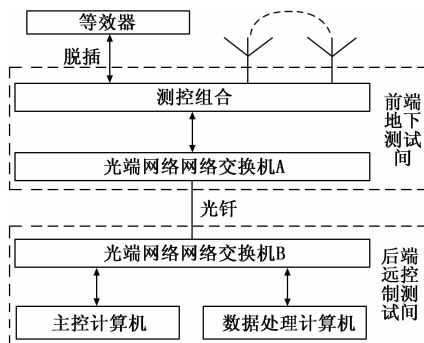 等效器
脱插
测控组合
前端
地下
测试
间
光端网络网络交换机A
光钎
光端网络网络交换机B
后端
远控
制测
试间
主控计算机
数据处理计算机